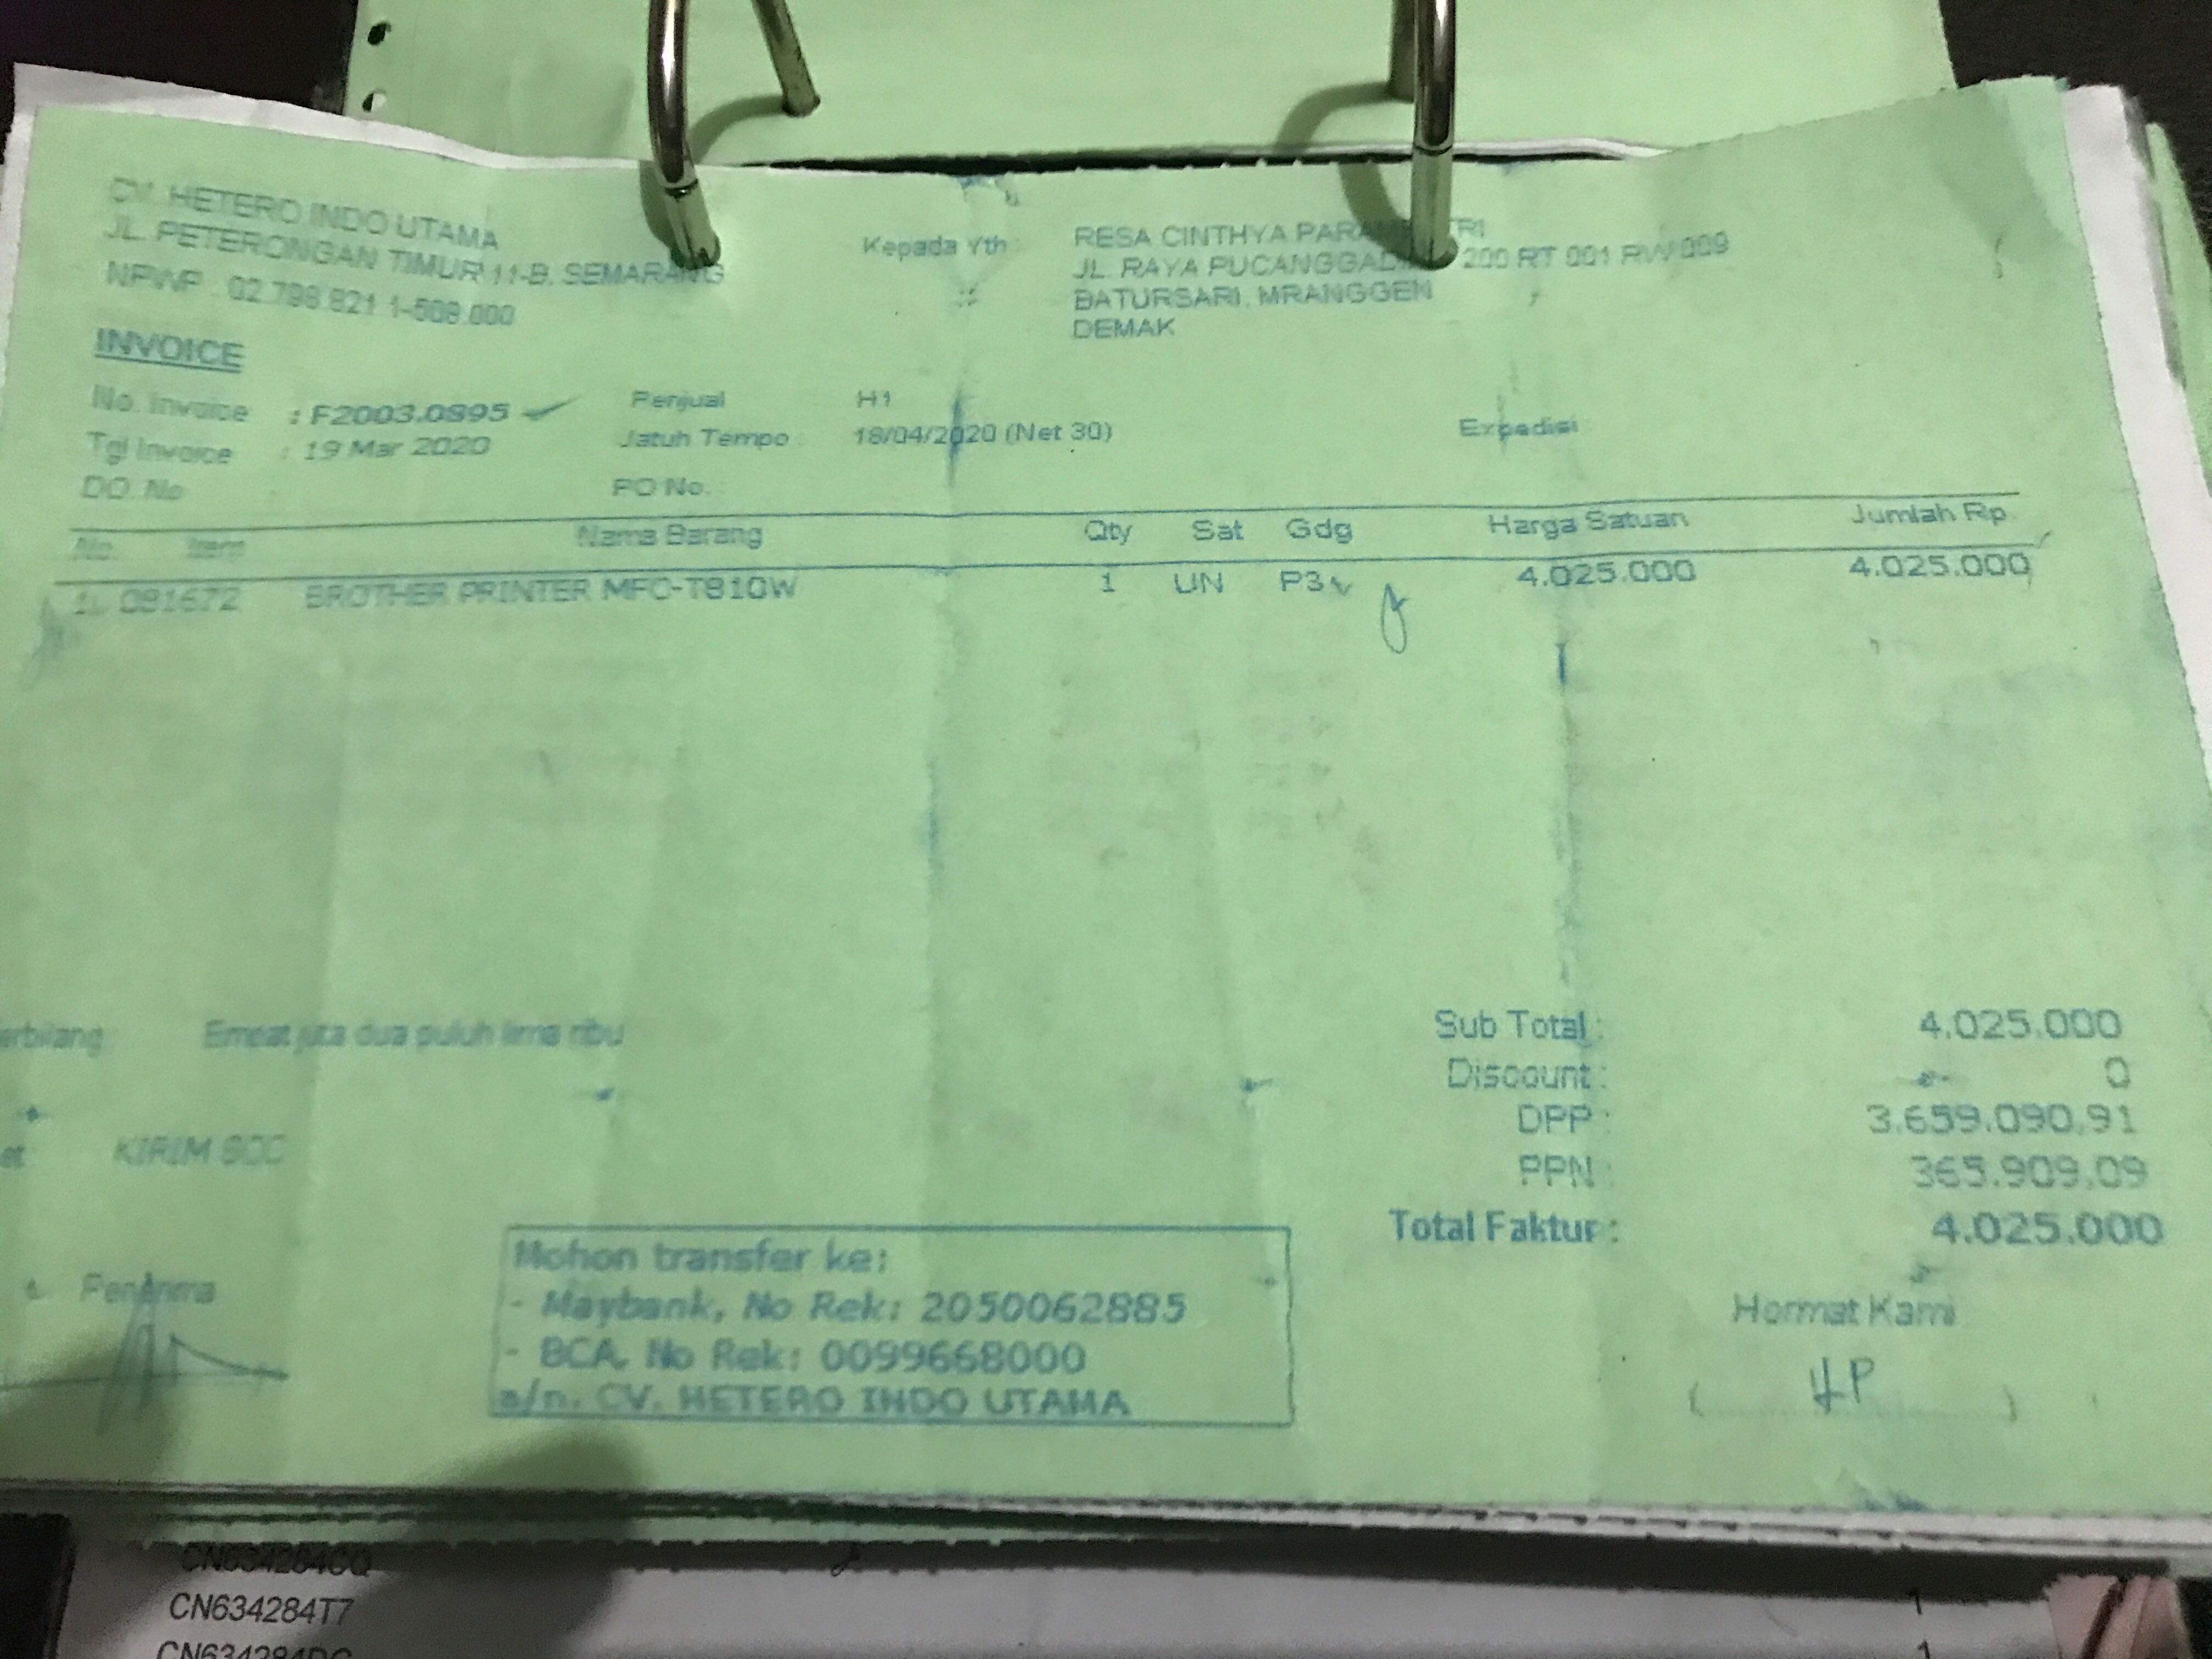 CV. HETERO INDO UTAMA
JL. PETERONGAN TIMUR 11-B. SEMARANG
NPWP : 02.798.821.1-508.000
Kepada Yth :
RESA CINTHYA
JL. RAYA 200 RT 001 RW 009
BATURSARI, MRANGGEN
DEMAK
INVOICE
No. Invoice : F2003.0895 Penjual H1
Tgl Invoice : 19 Mar 2020 Jatuh Tempo : 18/04/2020 (Net 30) Expedisi
DO. No : PO No.
No. Item Nama Barang Qty Sat Gdg Harga Satuan Jumlah Rp
1. 081672 BROTHER PRINTER MFC-T810W 1 UN P3 4.025.000 4.025.000
erbilang Empat juta dua puluh lima ribu
Sub Total : 4.025.000
Discount : 0
DPP : 3.659.090,91
PPN : 365.909,09
Total Faktur : 4.025.000
et KIRIM
Penerima
Mohon transfer ke:
- Maybank, No Rek: 2050062885
- BCA, No Rek: 0099668000
a/n. CV. HETERO INDO UTAMA
Hormat Kami
CN634284CQ
CN634284T7 1
1